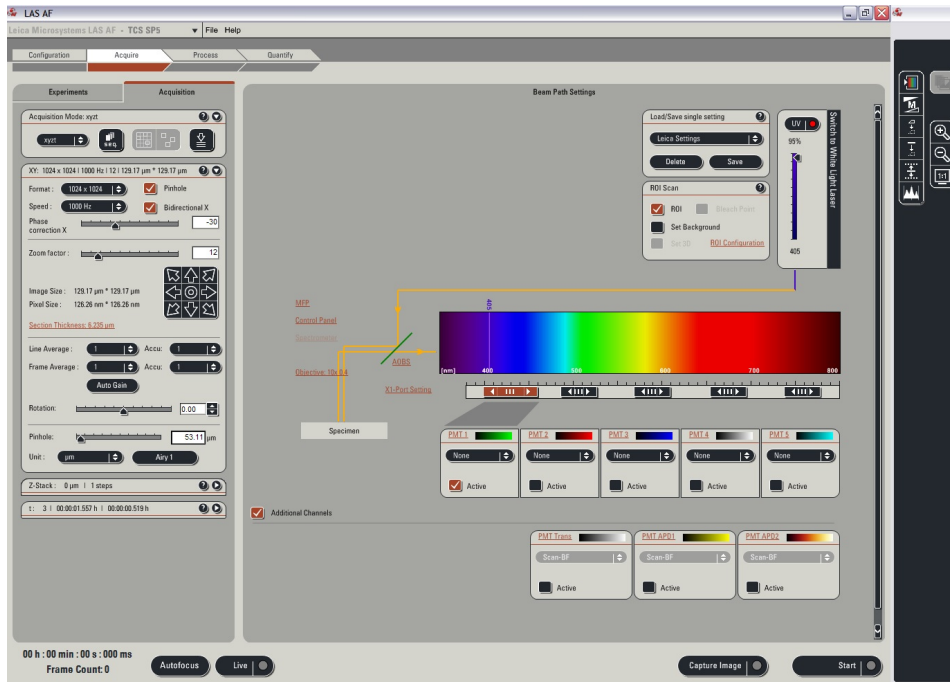 LAS AF
Leica Microsystems LAS AF - TCS SP5 File Help
Configuration Acquire Process Quantify
Experiments Acquisition
Beam Path Settings
Acquisition Mode: xyzt
xyzt seq.
XY: 1024 x 1024 | 1000 Hz | 12 | 129.17 µm * 129.17 µm
Format : 1024 x 1024 Pinhole
Speed : 1000 Hz Bidirectional X
Phase
correction X -30
Zoom factor : 12
Image Size : 129.17 µm * 129.17 µm
Pixel Size : 126.26 nm * 126.26 nm
Section Thickness: 6.235 µm
Line Average : 1 Accu: 1
Frame Average : 1 Accu: 1
Auto Gain
Rotation: 0.00
Pinhole: 53.11 µm
Unit : µm Airy 1
Z-Stack : 0 µm | 1 steps
t: 3 | 00:00:01.557 h | 00:00:00.519 h
Load/Save single setting
Leica Settings
Delete Save
ROI Scan
ROI Bleach Point
Set Background
Set 3D ROI Configuration
UV
95%
405
Switch to White Light Laser
MFP
Control Panel
Objective: 10x 0.4
AOBS
X1-Port Setting
Specimen
405
[nm] 400 500 600 700 800
PMT 1 PMT 2 PMT 3 PMT 4 PMT 5
None None None None None
Active Active Active Active Active
Additional Channels
PMT Trans PMT APD1 PMT APD2
Scan-BF Scan-BF Scan-BF
Active Active Active
00 h : 00 min : 00 s : 000 ms
Frame Count: 0
Autofocus Live Capture Image Start
1:1